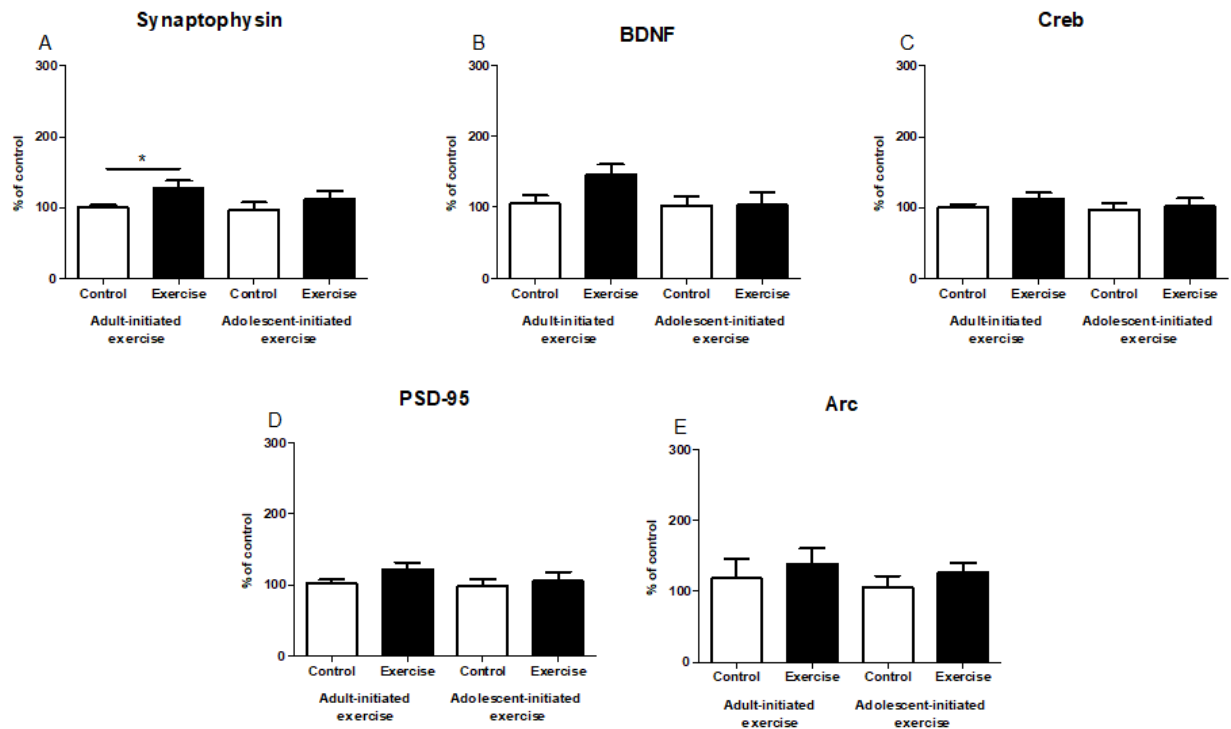 Synaptophysin
A
300
200
100
0
% of control
*
Control Exercise Control Exercise
Adult-initiated exercise
Adolescent-initiated exercise
BDNF
B
300
200
100
0
% of control
Control Exercise Control Exercise
Adult-initiated exercise
Adolescent-initiated exercise
Creb
C
300
200
100
0
% of control
Control Exercise Control Exercise
Adult-initiated exercise
Adolescent-initiated exercise
PSD-95
D
300
200
100
0
% of control
Control Exercise Control Exercise
Adult-initiated exercise
Adolescent-initiated exercise
Arc
E
300
200
100
0
% of control
Control Exercise Control Exercise
Adult-initiated exercise
Adolescent-initiated exercise